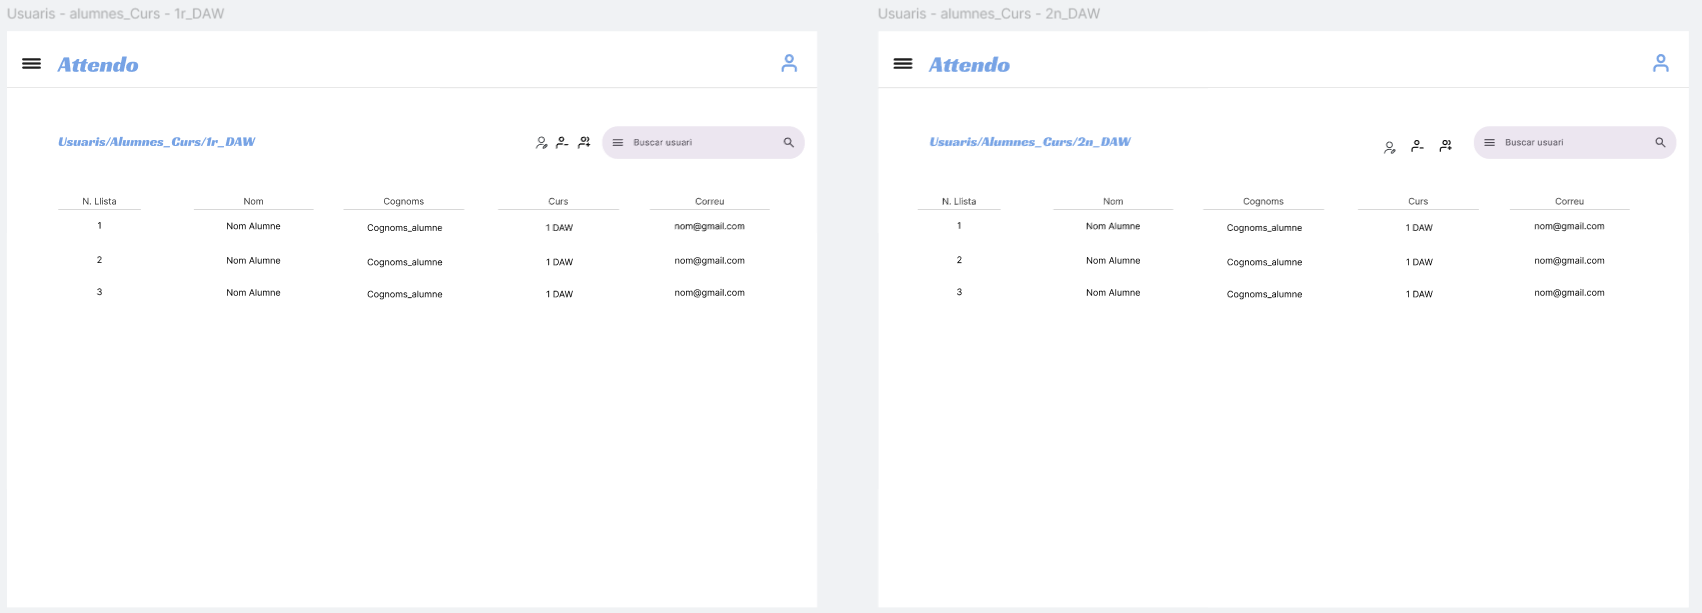 Usuaris - alumnes_Curs - 1r_DAW
Attendo
Usuaris/Alumnes_Curs/1r_DAW
Buscar usuari
N. Llista Nom Cognoms Curs Correu
1 Nom Alumne Cognoms_alumne 1 DAW nom@gmail.com
2 Nom Alumne Cognoms_alumne 1 DAW nom@gmail.com
3 Nom Alumne Cognoms_alumne 1 DAW nom@gmail.com
Usuaris - alumnes_Curs - 2n_DAW
Attendo
Usuaris/Alumnes_Curs/2n_DAW
Buscar usuari
N. Llista Nom Cognoms Curs Correu
1 Nom Alumne Cognoms_alumne 1 DAW nom@gmail.com
2 Nom Alumne Cognoms_alumne 1 DAW nom@gmail.com
3 Nom Alumne Cognoms_alumne 1 DAW nom@gmail.com